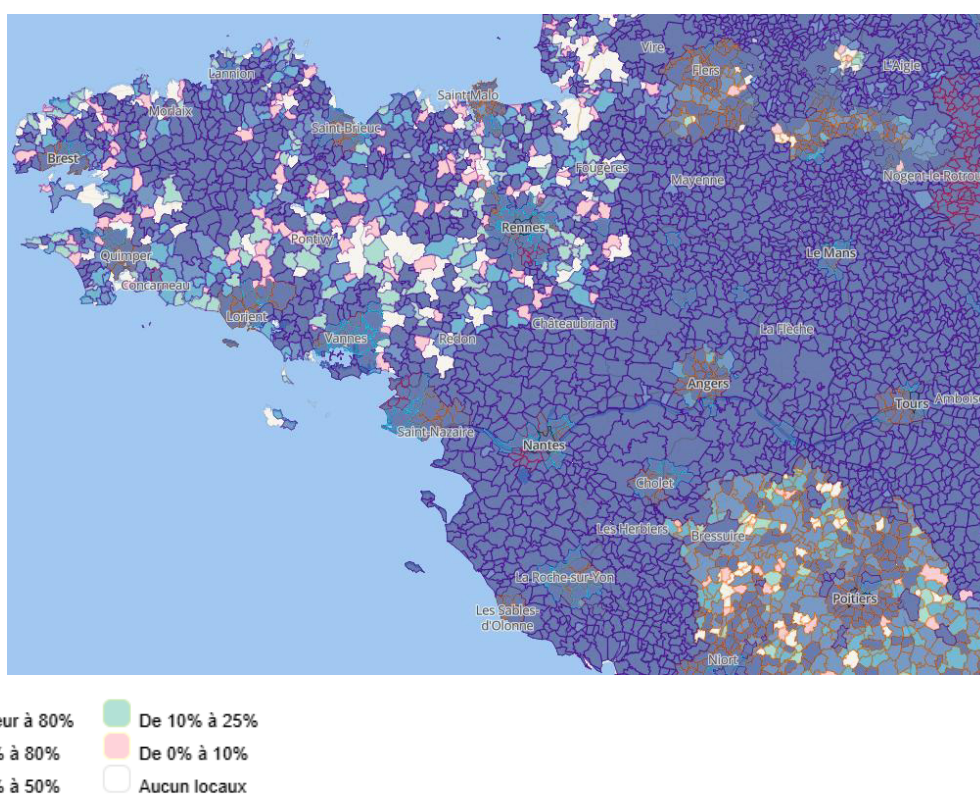 Vire
Flers
L'Aigle
Lannion
Saint-Malo
Morlaix
Saint-Brieuc
Brest
Fougères
Mayenne
Nogent-le-Rotrou
Rennes
Pontivy
Quimper
Le Mans
Concarneau
Lorient
Vannes
Redon
Châteaubriant
La Flèche
Angers
Tours
Amboise
Saint-Nazaire
Nantes
Cholet
Les Herbiers
Bressuire
La Roche-sur-Yon
Poitiers
Les Sables-
d'Olonne
Niort
eur à 80%
De 10% à 25%
% à 80%
De 0% à 10%
% à 50%
Aucun locaux